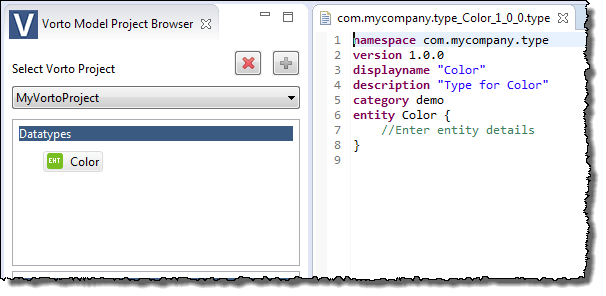 V Vorto Model Project Browser
Select Vorto Project
MyVortoProject
Datatypes
ENT Color
com.mycompany.type_Color_1_0_0.type
1 namespace com.mycompany.type
2 version 1.0.0
3 displayname "Color"
4 description "Type for Color"
5 category demo
6 entity Color {
7 //Enter entity details
8 }
9